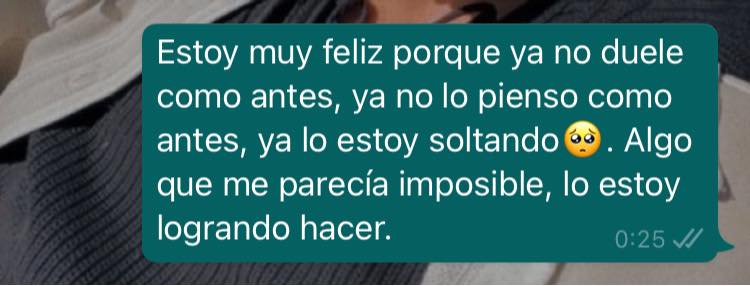 Estoy muy feliz porque ya no duele
como antes, ya no lo pienso como
antes, ya lo estoy soltando🥺. Algo
que me parecía imposible, lo estoy
logrando hacer.
0:25